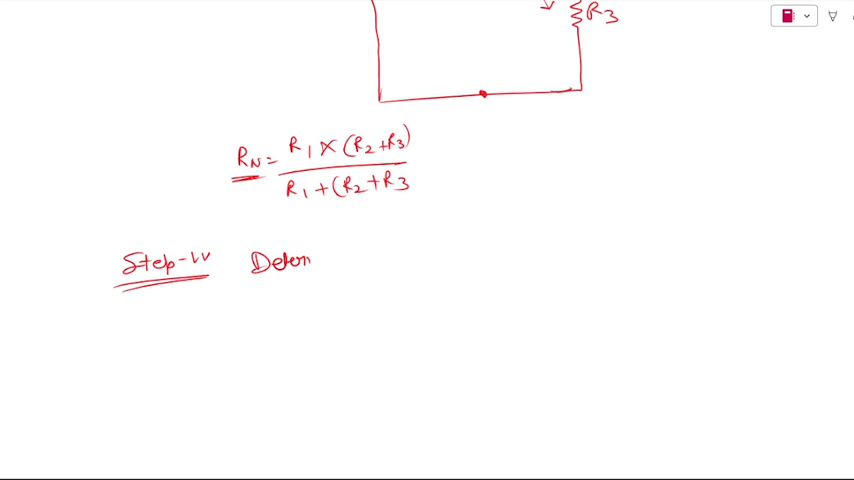 R3
RN = R1 × (R2+R3)
R1 + (R2+R3
Step-IV Deter